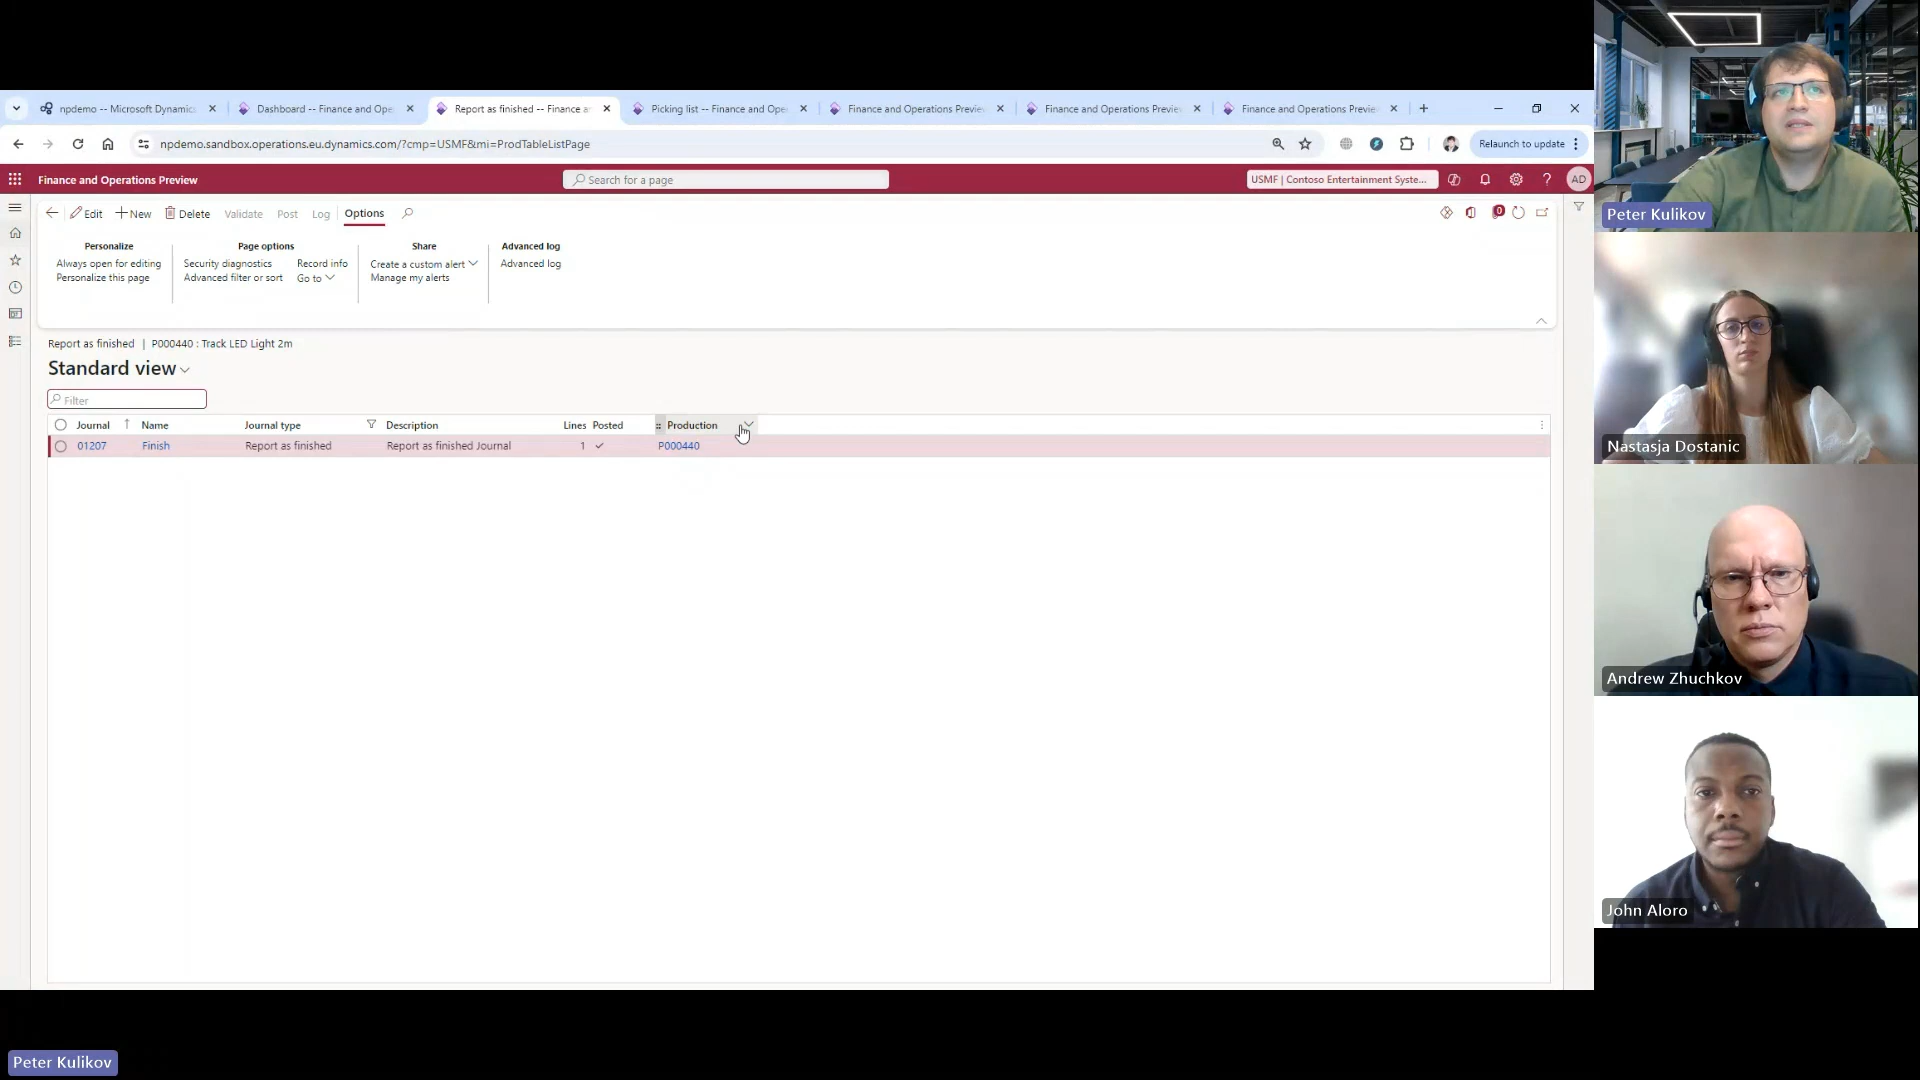 npdemo -- Microsoft Dynamic
Dashboard -- Finance and Ope
Report as finished -- Finance a
Picking list -- Finance and Ope
Finance and Operations Preview
Finance and Operations Preview
Finance and Operations Preview
npdemo.sandbox.operations.eu.dynamics.com/?cmp=USMF&mi=ProdTableListPage
Relaunch to update
Finance and Operations Preview
Search for a page
USMF | Contoso Entertainment Syste...
AD
Edit
New
Delete
Validate
Post
Log
Options
0
Personalize
Always open for editing
Personalize this page
Page options
Security diagnostics
Advanced filter or sort
Record info
Go to
Share
Create a custom alert
Manage my alerts
Advanced log
Advanced log
Report as finished | P000440 : Track LED Light 2m
Standard view
Filter
Journal Name Journal type Description Lines Posted Production
01207 Finish Report as finished Report as finished Journal 1 P000440
Peter Kulikov
Nastasja Dostanic
Andrew Zhuchkov
John Aloro
Peter Kulikov